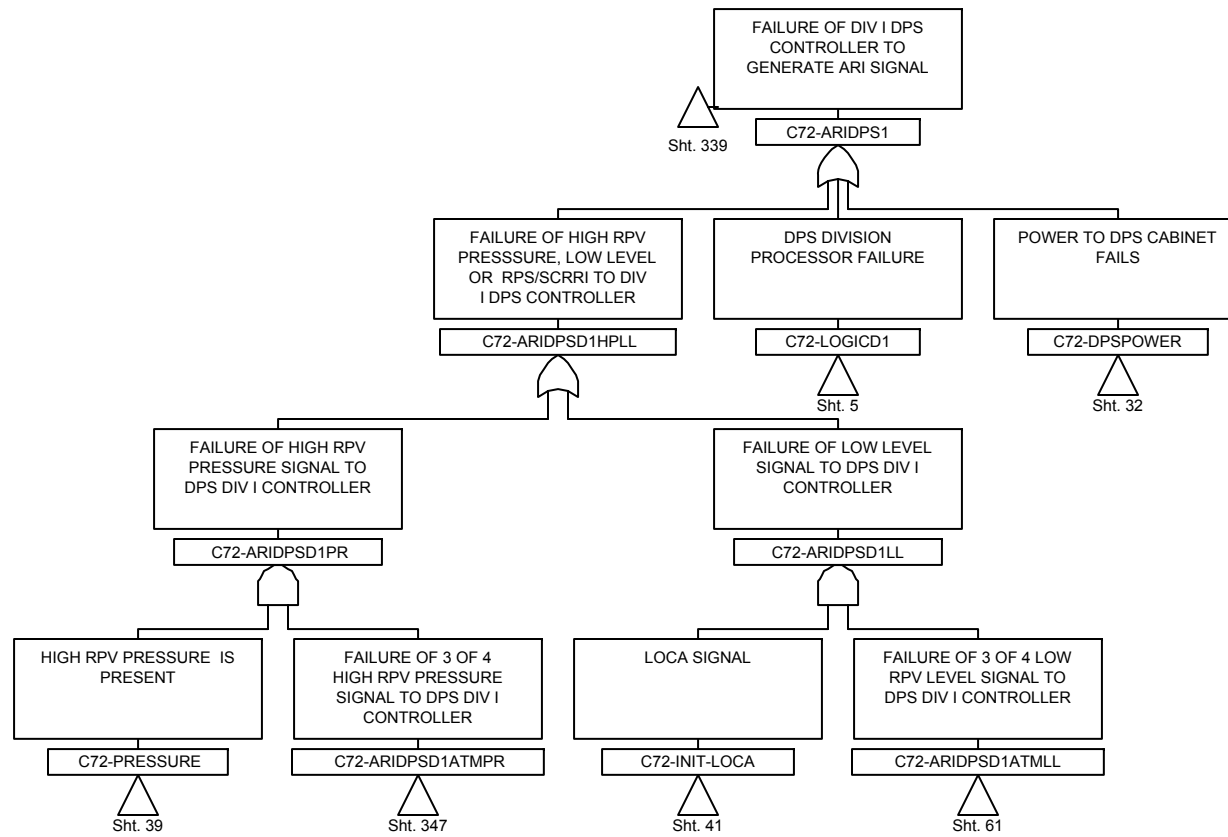 FAILURE OF DIV I DPS
CONTROLLER TO
GENERATE ARI SIGNAL
Sht. 339
C72-ARIDPS1
FAILURE OF HIGH RPV
PRESSSURE, LOW LEVEL
OR RPS/SCRRI TO DIV
I DPS CONTROLLER
C72-ARIDPSD1HPLL
DPS DIVISION
PROCESSOR FAILURE
C72-LOGICD1
Sht. 5
POWER TO DPS CABINET
FAILS
C72-DPSPOWER
Sht. 32
FAILURE OF HIGH RPV
PRESSURE SIGNAL TO
DPS DIV I CONTROLLER
C72-ARIDPSD1PR
FAILURE OF LOW LEVEL
SIGNAL TO DPS DIV I
CONTROLLER
C72-ARIDPSD1LL
HIGH RPV PRESSURE IS
PRESENT
C72-PRESSURE
Sht. 39
FAILURE OF 3 OF 4
HIGH RPV PRESSURE
SIGNAL TO DPS DIV I
CONTROLLER
C72-ARIDPSD1ATMPR
Sht. 347
LOCA SIGNAL
C72-INIT-LOCA
Sht. 41
FAILURE OF 3 OF 4 LOW
RPV LEVEL SIGNAL TO
DPS DIV I CONTROLLER
C72-ARIDPSD1ATMLL
Sht. 61